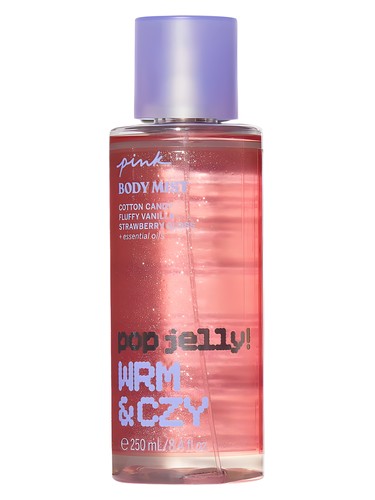 pink
BODY MIST
COTTON CANDY
FLUFFY VANILLA
STRAWBERRY
+ essential oils
pop jelly!
WRM
&CZY
℮ 250 mL/8.4 fl oz